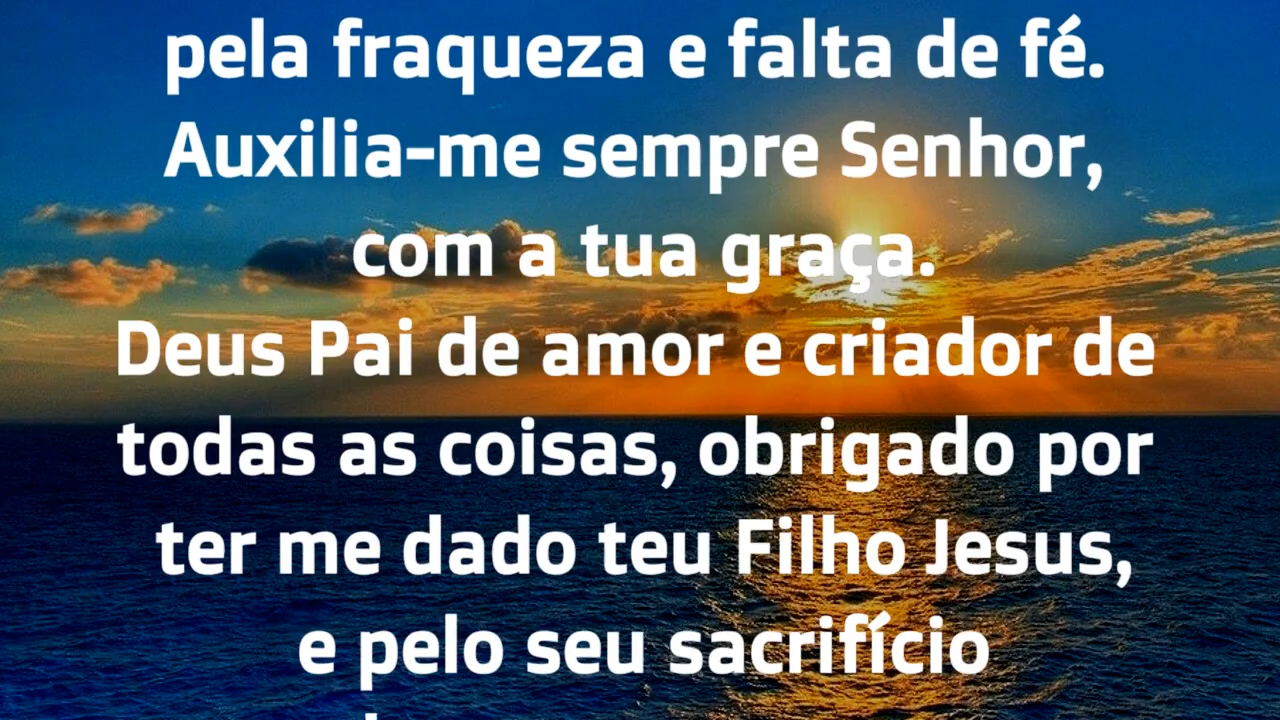 pela fraqueza e falta de fé.
Auxilia-me sempre Senhor,
com a tua graça.
Deus Pai de amor e criador de
todas as coisas, obrigado por
ter me dado teu Filho Jesus,
e pelo seu sacrifício